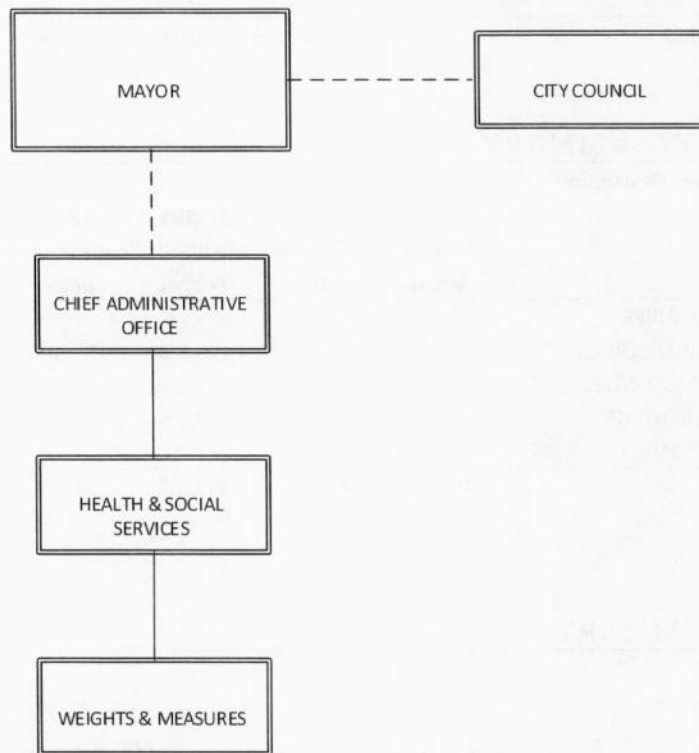 MAYOR
CITY COUNCIL
CHIEF ADMINISTRATIVE
OFFICE
HEALTH & SOCIAL
SERVICES
WEIGHTS & MEASURES